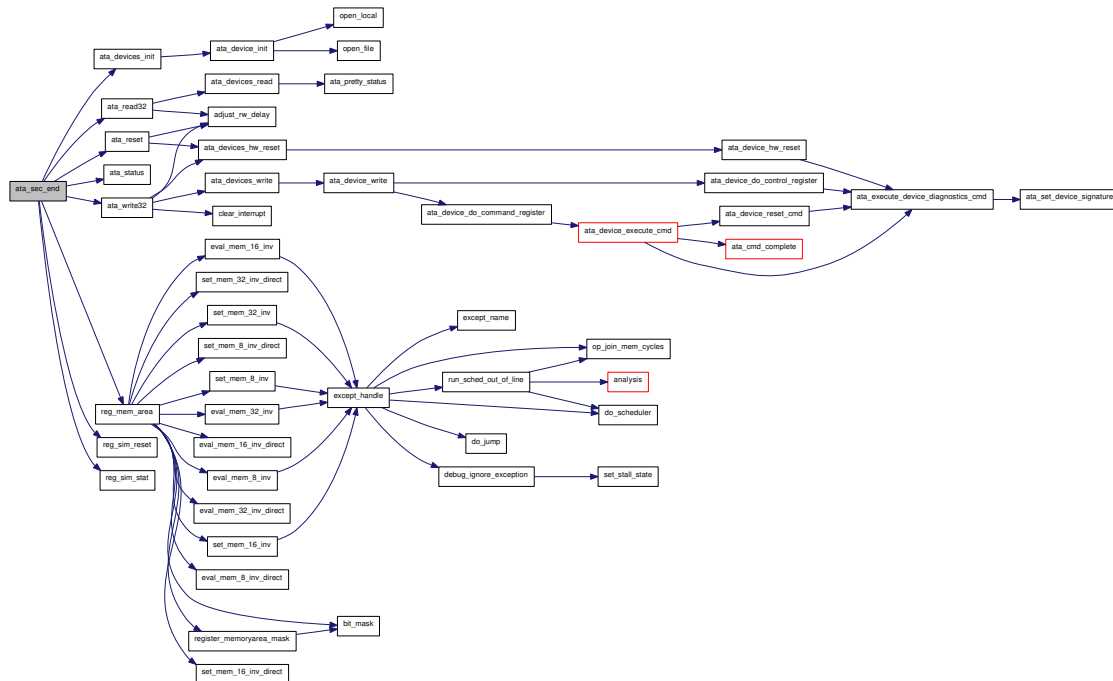 open_local
ata_devices_init
ata_device_init
open_file
ata_read32
ata_devices_read
ata_pretty_status
adjust_rw_delay
ata_reset
ata_devices_hw_reset
ata_device_hw_reset
ata_status
ata_sec_end
ata_write32
ata_devices_write
ata_device_write
ata_device_do_control_register
ata_execute_device_diagnostics_cmd
ata_set_device_signature
clear_interrupt
ata_device_do_command_register
ata_device_reset_cmd
ata_device_execute_cmd
ata_cmd_complete
eval_mem_16_inv
set_mem_32_inv_direct
set_mem_32_inv
except_name
set_mem_8_inv_direct
op_join_mem_cycles
set_mem_8_inv
run_sched_out_of_line
analysis
except_handle
reg_mem_area
eval_mem_32_inv
do_scheduler
reg_sim_reset
eval_mem_16_inv_direct
do_jump
reg_sim_stat
eval_mem_8_inv
debug_ignore_exception
set_stall_state
eval_mem_32_inv_direct
set_mem_16_inv
eval_mem_8_inv_direct
bit_mask
register_memoryarea_mask
set_mem_16_inv_direct